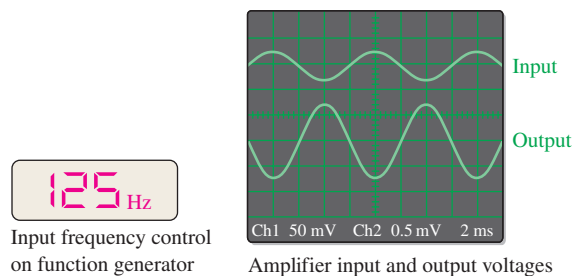 Input
Output
125 Hz
Ch1 50 mV Ch2 0.5 mV 2 ms
Input frequency control
on function generator
Amplifier input and output voltages